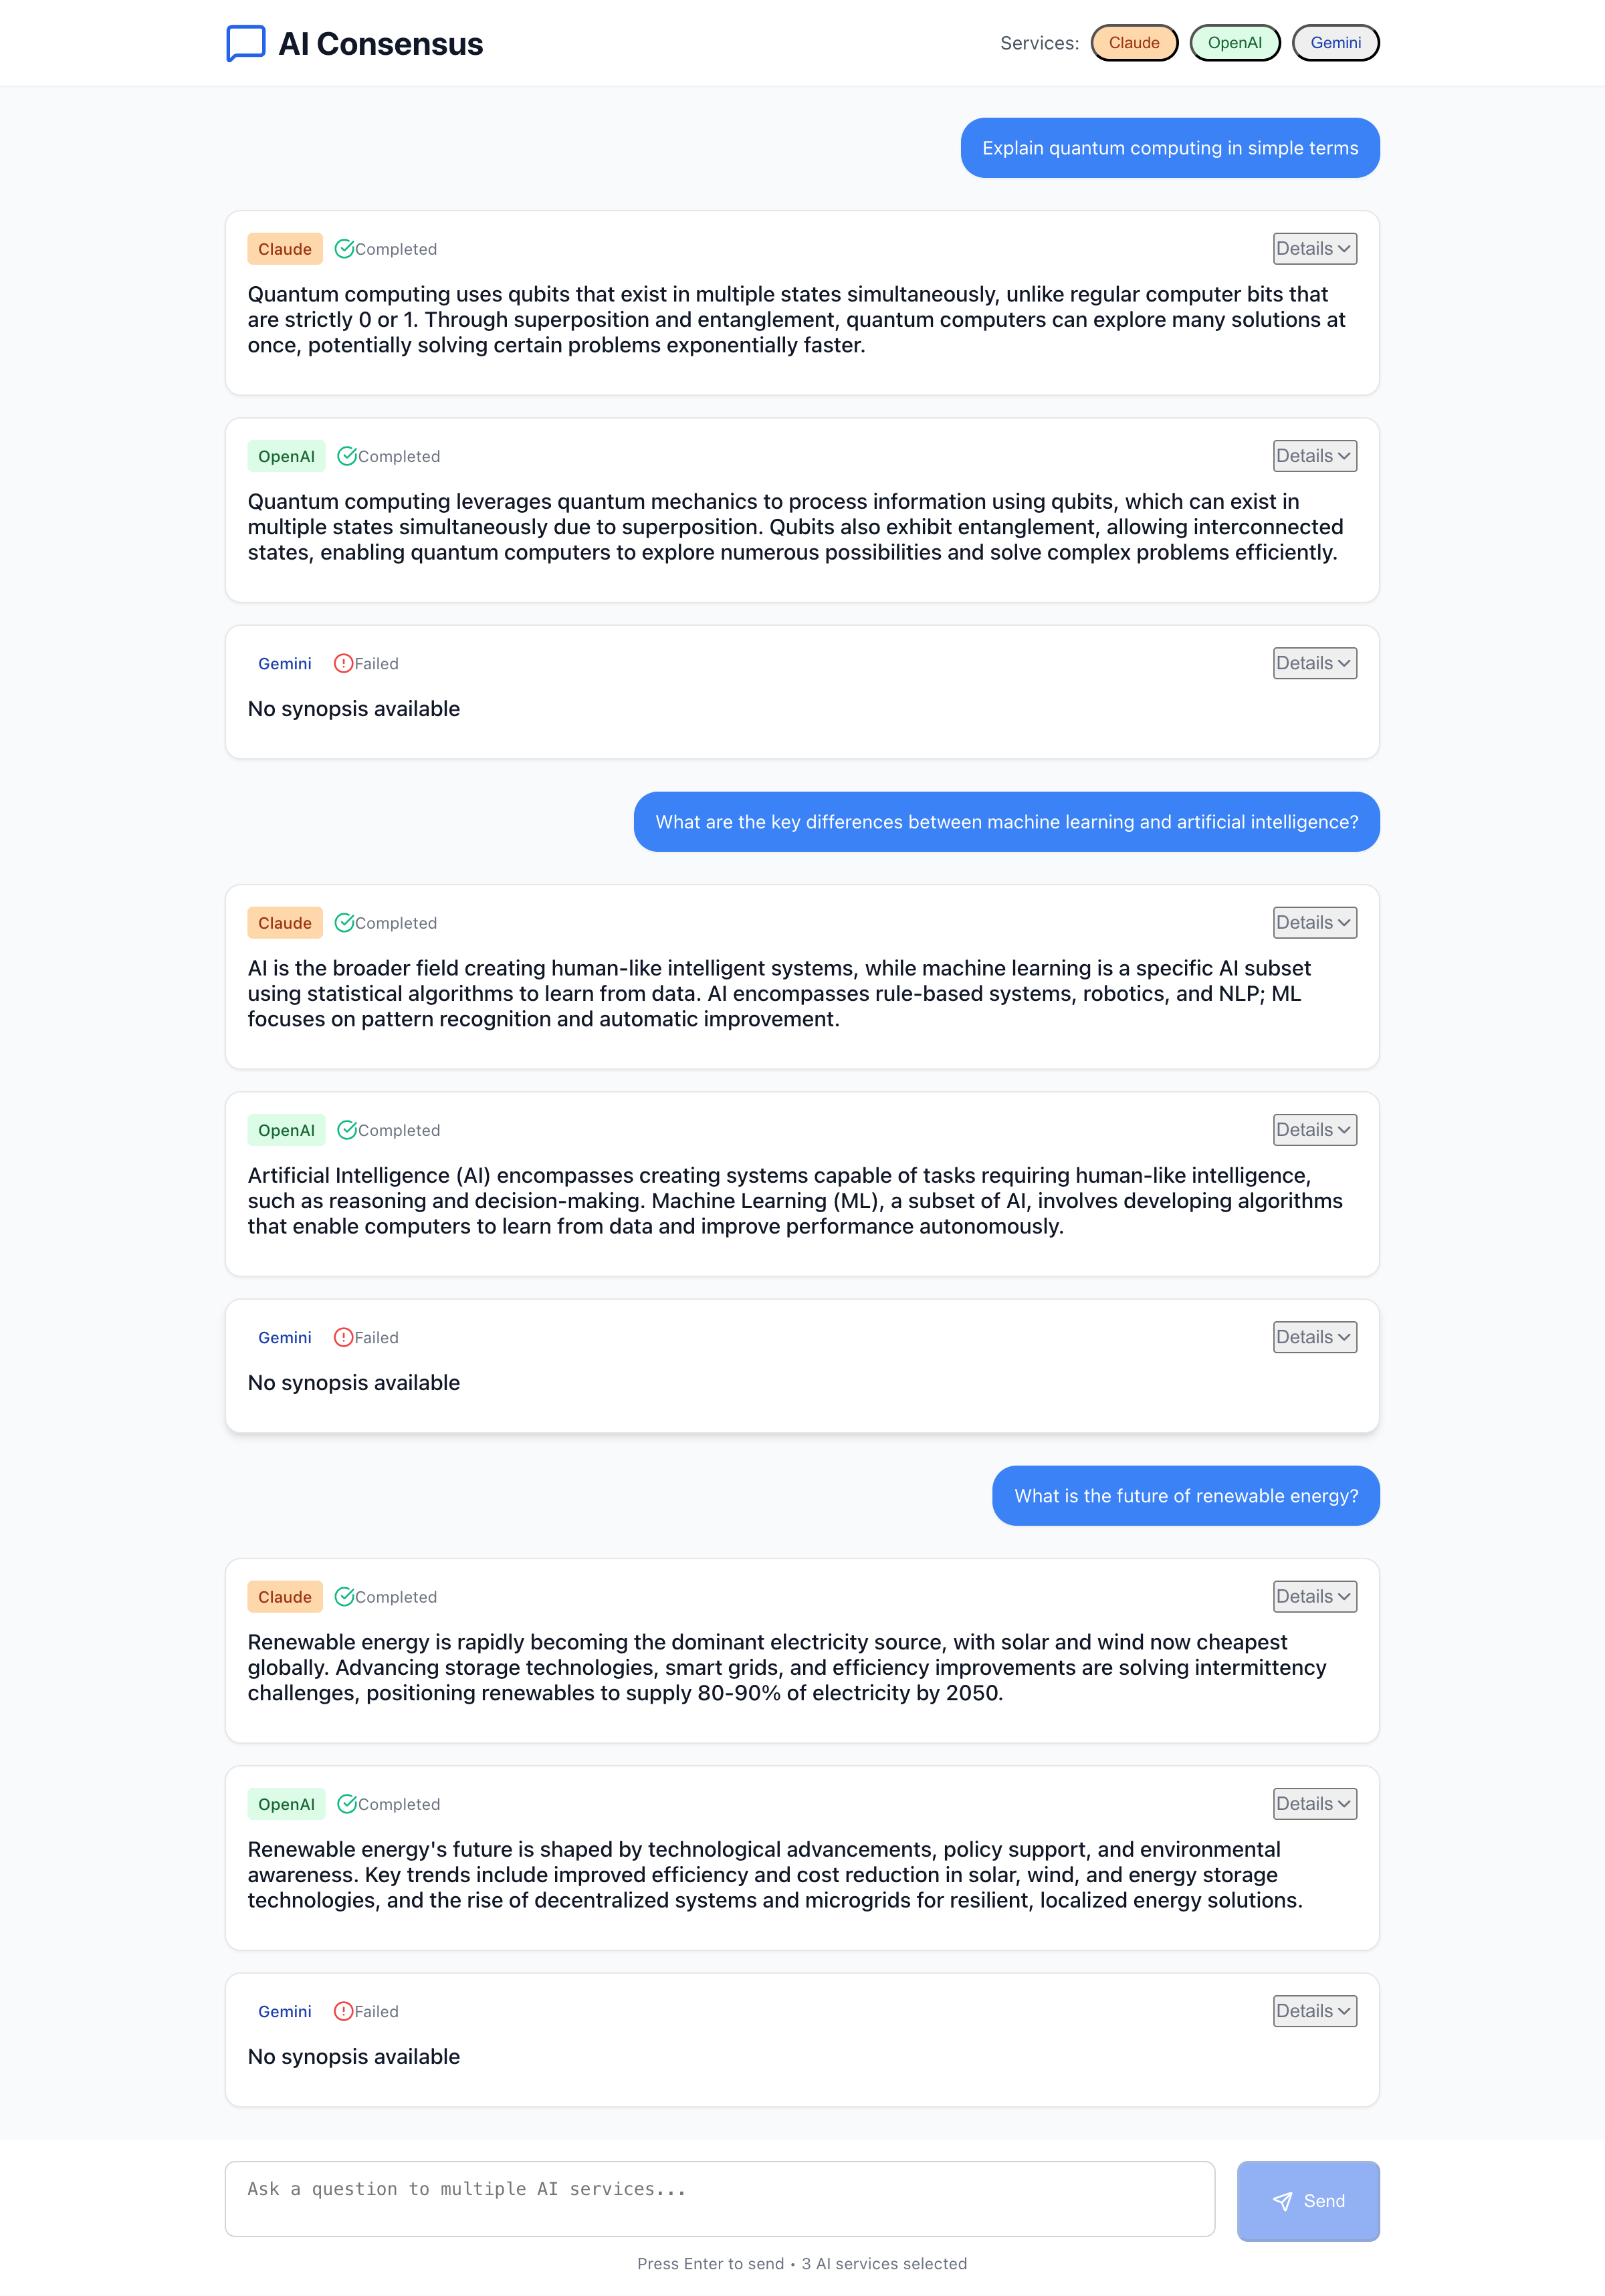 AI Consensus
Services: Claude OpenAI Gemini
Explain quantum computing in simple terms
Claude Completed Details
Quantum computing uses qubits that exist in multiple states simultaneously, unlike regular computer bits that
are strictly 0 or 1. Through superposition and entanglement, quantum computers can explore many solutions at
once, potentially solving certain problems exponentially faster.
OpenAI Completed Details
Quantum computing leverages quantum mechanics to process information using qubits, which can exist in
multiple states simultaneously due to superposition. Qubits also exhibit entanglement, allowing interconnected
states, enabling quantum computers to explore numerous possibilities and solve complex problems efficiently.
Gemini Failed Details
No synopsis available
What are the key differences between machine learning and artificial intelligence?
Claude Completed Details
AI is the broader field creating human-like intelligent systems, while machine learning is a specific AI subset
using statistical algorithms to learn from data. AI encompasses rule-based systems, robotics, and NLP; ML
focuses on pattern recognition and automatic improvement.
OpenAI Completed Details
Artificial Intelligence (AI) encompasses creating systems capable of tasks requiring human-like intelligence,
such as reasoning and decision-making. Machine Learning (ML), a subset of AI, involves developing algorithms
that enable computers to learn from data and improve performance autonomously.
Gemini Failed Details
No synopsis available
What is the future of renewable energy?
Claude Completed Details
Renewable energy is rapidly becoming the dominant electricity source, with solar and wind now cheapest
globally. Advancing storage technologies, smart grids, and efficiency improvements are solving intermittency
challenges, positioning renewables to supply 80-90% of electricity by 2050.
OpenAI Completed Details
Renewable energy's future is shaped by technological advancements, policy support, and environmental
awareness. Key trends include improved efficiency and cost reduction in solar, wind, and energy storage
technologies, and the rise of decentralized systems and microgrids for resilient, localized energy solutions.
Gemini Failed Details
No synopsis available
Ask a question to multiple AI services...
Send
Press Enter to send • 3 AI services selected